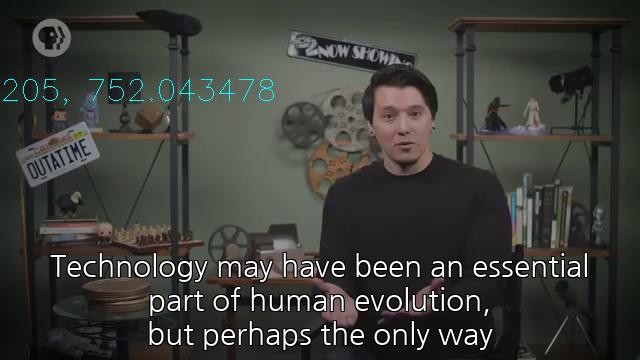 NOW SHOWING
205, 752.043478
OUTATIME
Technology may have been an essential
part of human evolution,
but perhaps the only way